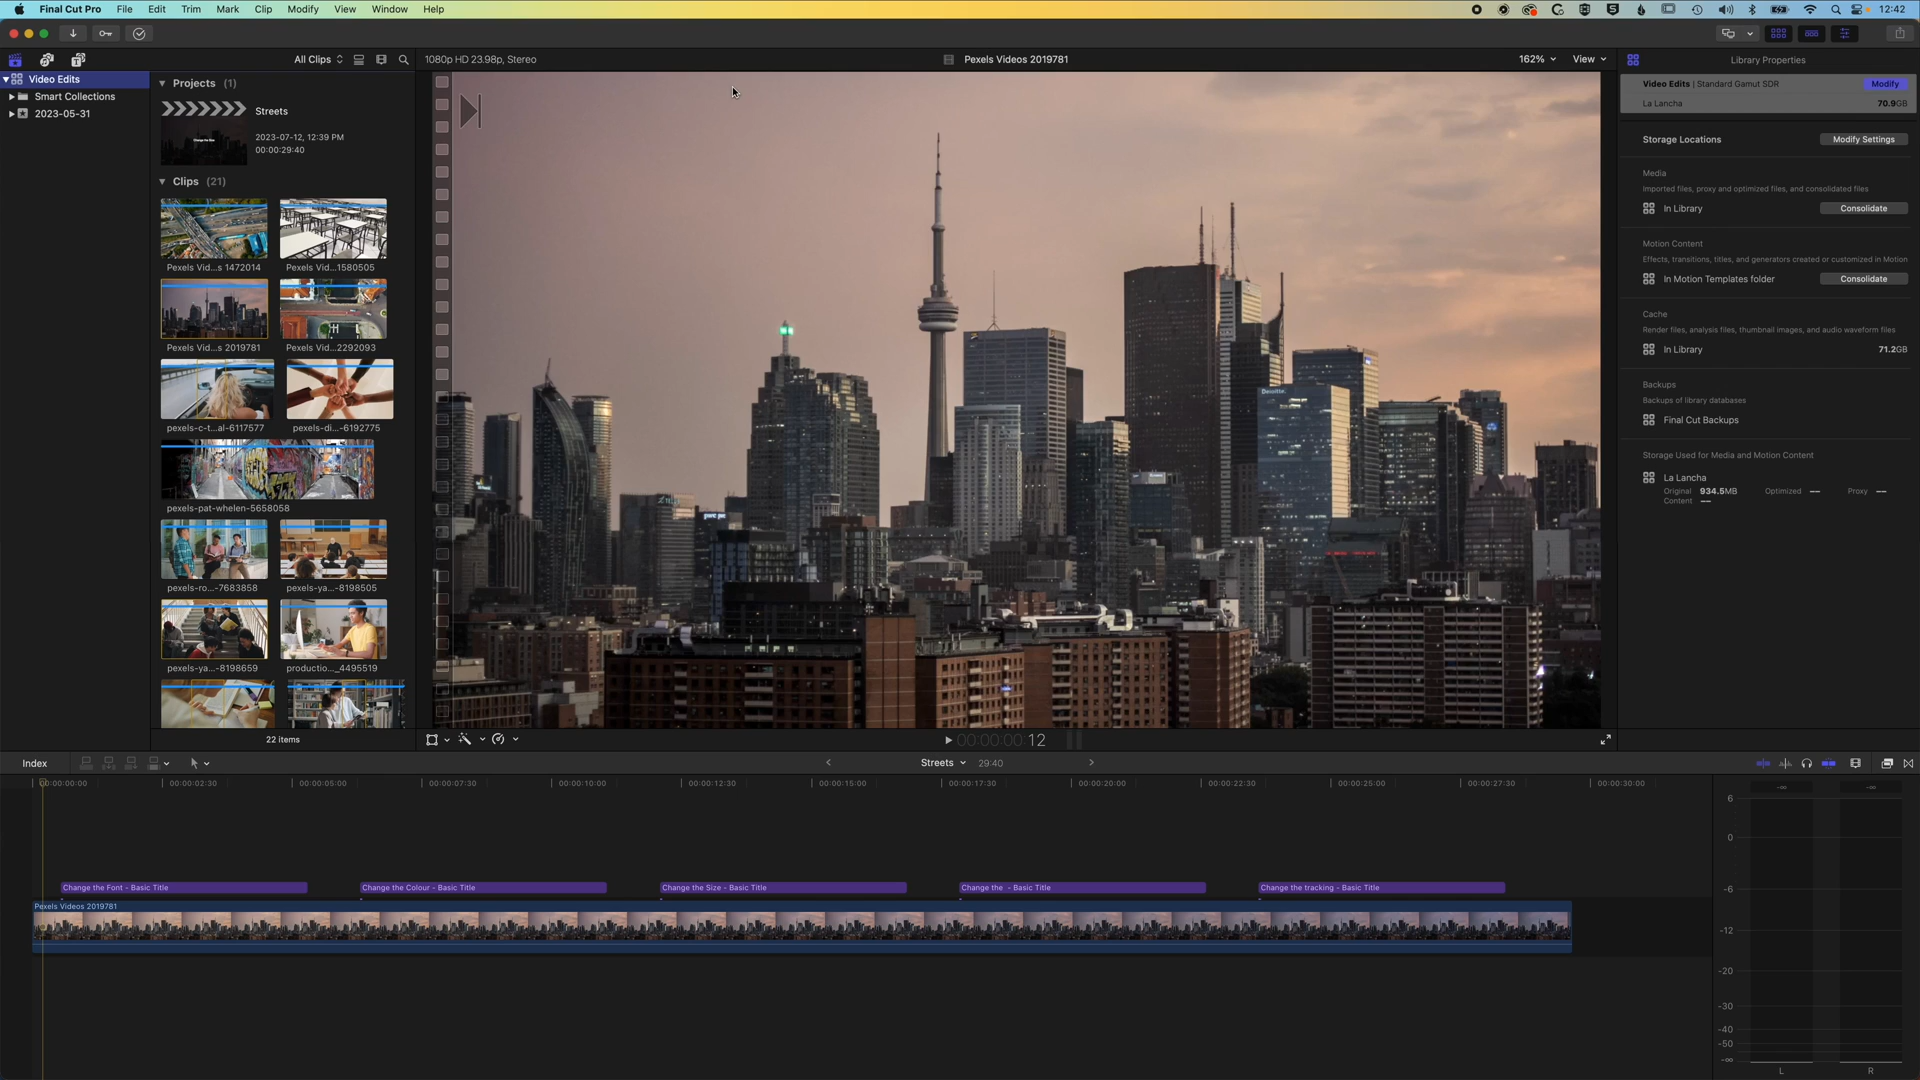 Final Cut Pro File Edit Trim Mark Clip Modify View Window Help 12:42
All Clips
1080p HD 23.98p, Stereo
Pexels Videos 2019781
162%
View
Library Properties
Video Edits
Smart Collections
2023-05-31
Projects (1)
Streets
2023-07-12, 12:39 PM
00:00:29:40
Clips (21)
Pexels Vid...s 1472014
Pexels Vid...1580505
Pexels Vid...s 2019781
Pexels Vid...2292093
pexels-c-t...al-6117577
pexels-di...-6192775
pexels-pat-whelen-5658058
pexels-ro...-7683858
pexels-ya...-8198505
pexels-ya...-8198659
productio..._4495519
22 items
Deloitte.
Video Edits | Standard Gamut SDR
Modify
La Lancha
70.9GB
Storage Locations
Modify Settings
Media
Imported files, proxy and optimized files, and consolidated files
In Library
Consolidate
Motion Content
Effects, transitions, titles, and generators created or customized in Motion
In Motion Templates folder
Consolidate
Cache
Render files, analysis files, thumbnail images, and audio waveform files
In Library
71.2GB
Backups
Backups of library databases
Final Cut Backups
Storage Used for Media and Motion Content
La Lancha
Original 934.5MB Optimized -- Proxy --
Content --
00:00:00:12
Index
Streets
29:40
00:00:00:00 00:00:02:30 00:00:05:00 00:00:07:30 00:00:10:00 00:00:12:30 00:00:15:00 00:00:17:30 00:00:20:00 00:00:22:30 00:00:25:00 00:00:27:30 00:00:30:00
Change the Font - Basic Title
Change the Colour - Basic Title
Change the Size - Basic Title
Change the - Basic Title
Change the tracking - Basic Title
Pexels Videos 2019781
-∞ -∞
6
0
-6
-12
-20
-30
-40
-50
-∞
L R